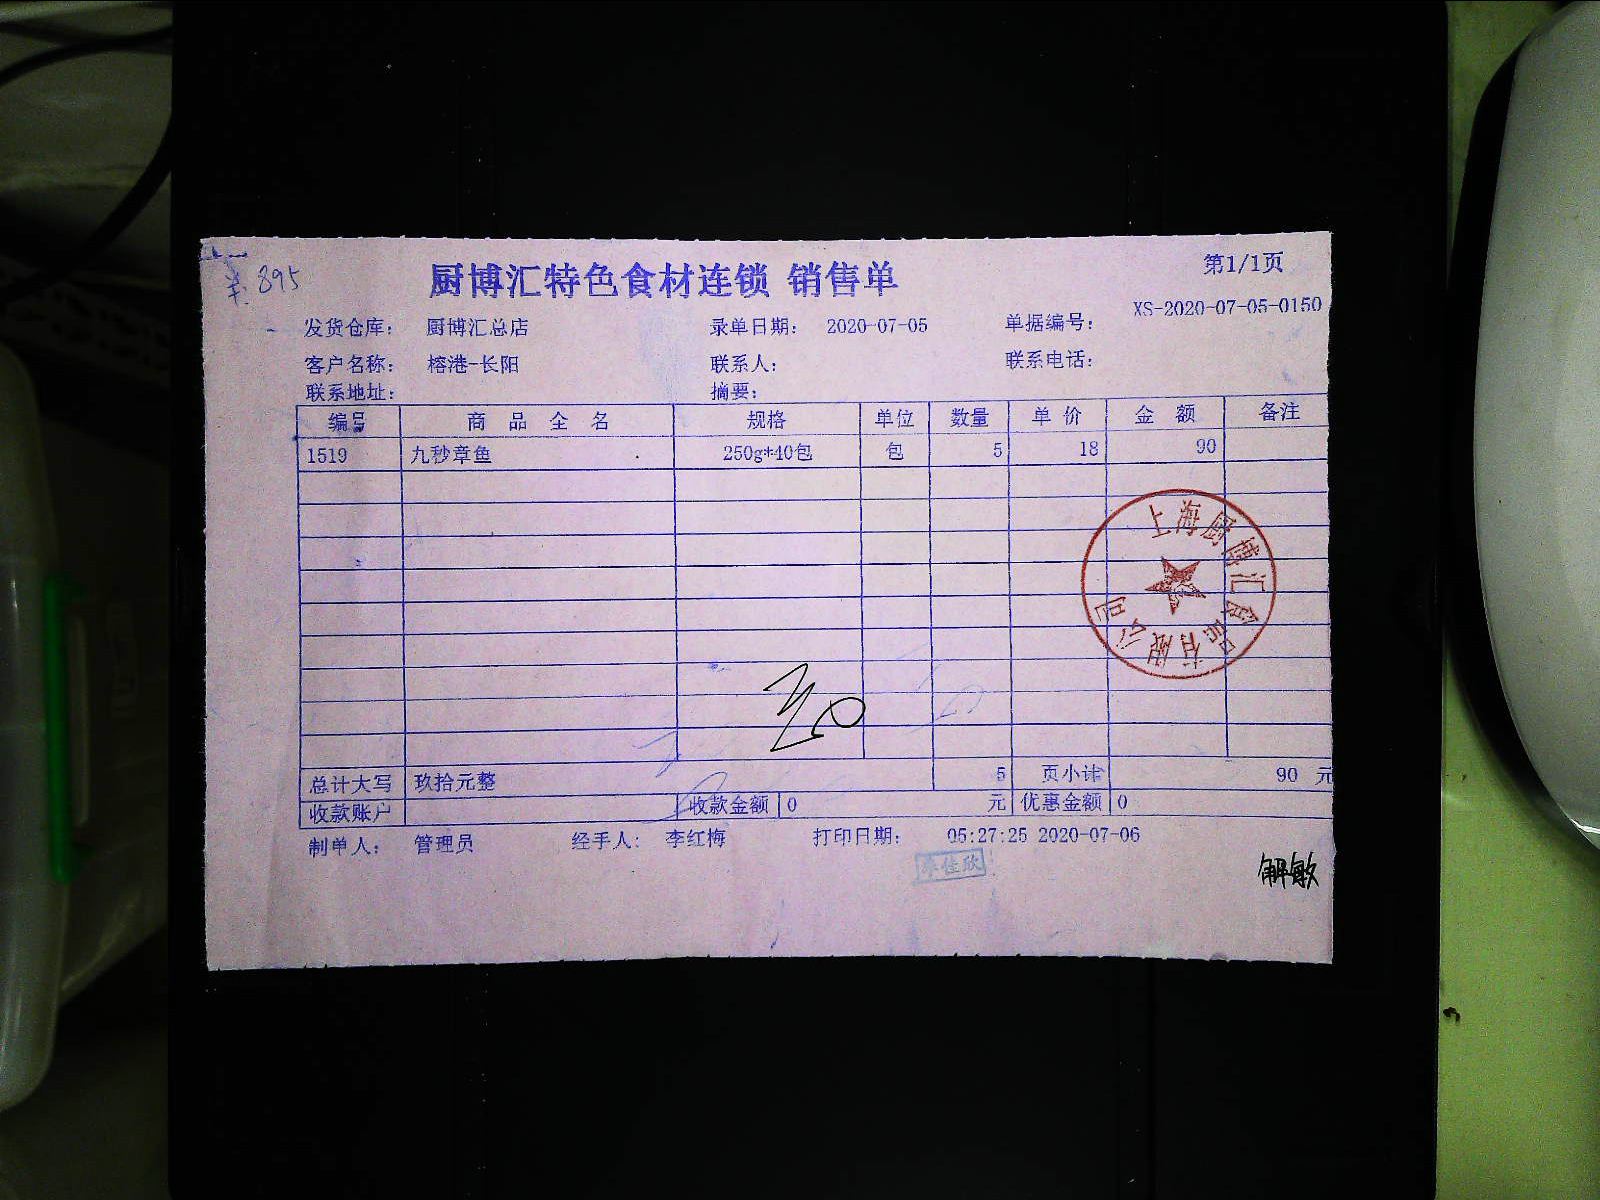 厨博汇特色食材连锁 销售单
第1/1页
895
发货仓库： 厨博汇总店 录单日期： 2020-07-05 单据编号： XS-2020-07-05-0150
客户名称： 榕港-长阳 联系人： 联系电话：
联系地址： 摘要：
编号 商品全名 规格 单位 数量 单价 金额 备注
1519 九秒章鱼 250g*40包 包 5 18 90
上海厨博汇食品有限公司
总计大写 玖拾元整 5 页小计 90 元
收款账户 收款金额 0 元 优惠金额 0
制单人： 管理员 经手人： 李红梅 打印日期： 05:27:25 2020-07-06
解敏